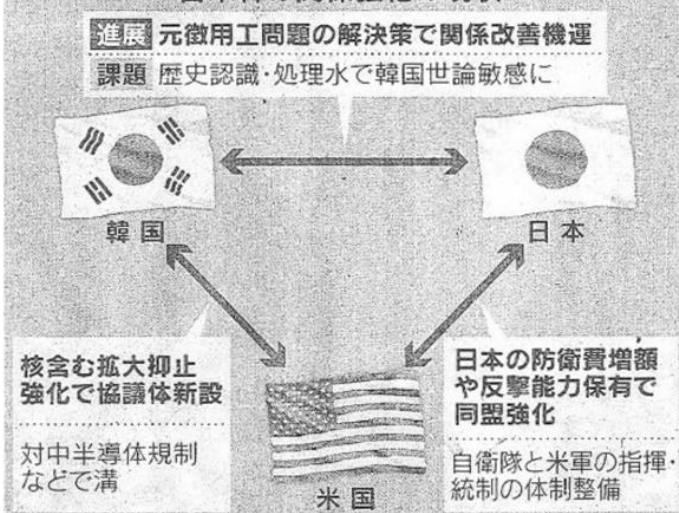 進展 元徴用工問題の解決策で関係改善機運
課題 歴史認識・処理水で韓国世論敏感に
韓国
日本
核含む拡大抑止
強化で協議体新設
対中半導体規制
などで溝
日本の防衛費増額
や反撃能力保有で
同盟強化
自衛隊と米軍の指揮・
統制の体制整備
米国